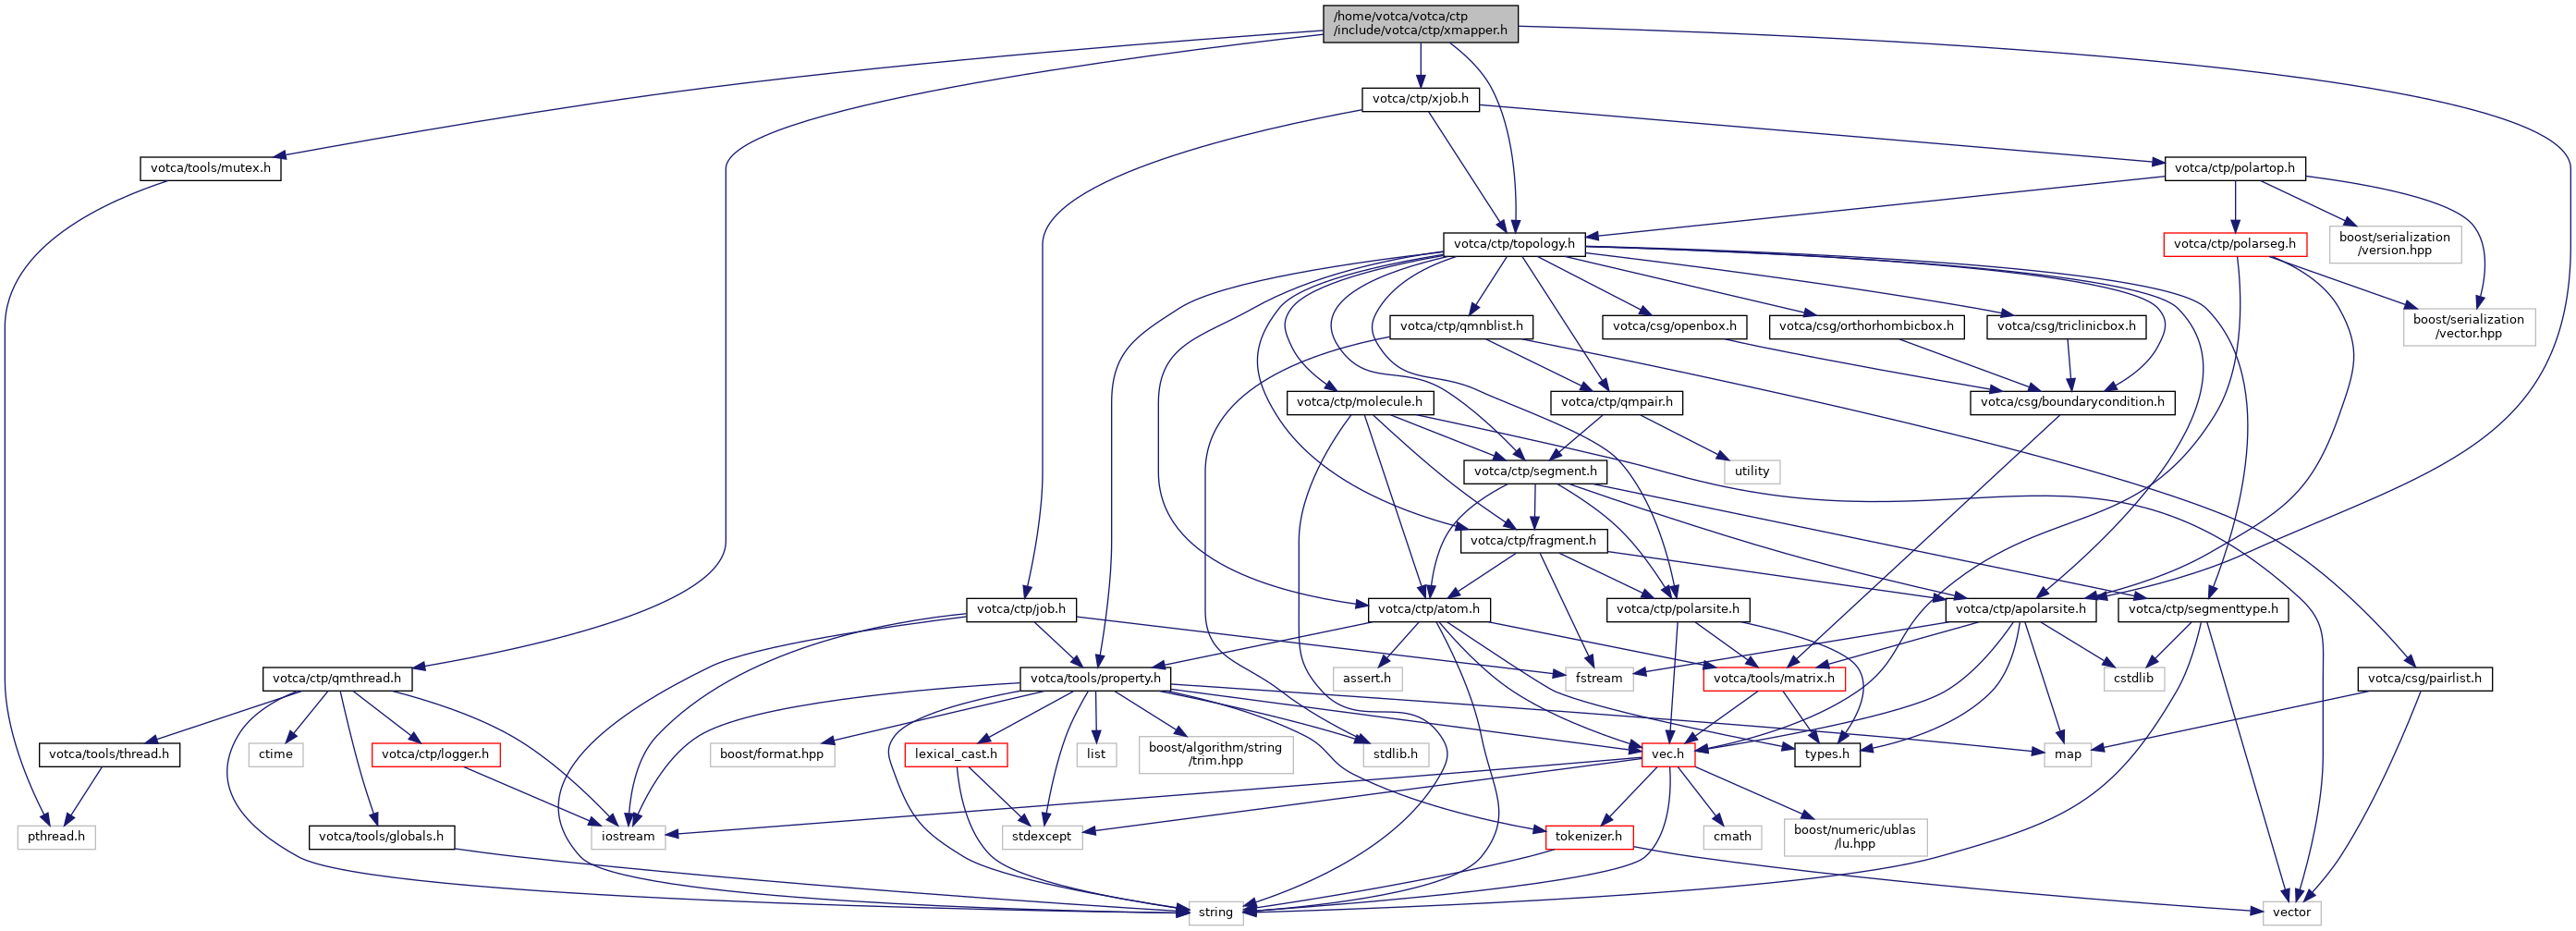 /home/votca/votca/ctp
/include/votca/ctp/xmapper.h
votca/ctp/xjob.h
votca/tools/mutex.h
votca/ctp/polartop.h
votca/ctp/topology.h
votca/ctp/polarseg.h
boost/serialization
/version.hpp
votca/ctp/qmnblist.h
votca/csg/openbox.h
votca/csg/orthorhombicbox.h
votca/csg/triclinicbox.h
boost/serialization
/vector.hpp
votca/ctp/molecule.h
votca/ctp/qmpair.h
votca/csg/boundarycondition.h
votca/ctp/segment.h
utility
votca/ctp/fragment.h
votca/ctp/job.h
votca/ctp/atom.h
votca/ctp/polarsite.h
votca/ctp/apolarsite.h
votca/ctp/segmenttype.h
votca/ctp/qmthread.h
votca/tools/property.h
assert.h
fstream
votca/tools/matrix.h
cstdlib
votca/csg/pairlist.h
votca/tools/thread.h
ctime
votca/ctp/logger.h
boost/format.hpp
lexical_cast.h
list
boost/algorithm/string
/trim.hpp
stdlib.h
vec.h
types.h
map
pthread.h
votca/tools/globals.h
iostream
stdexcept
tokenizer.h
cmath
boost/numeric/ublas
/lu.hpp
string
vector